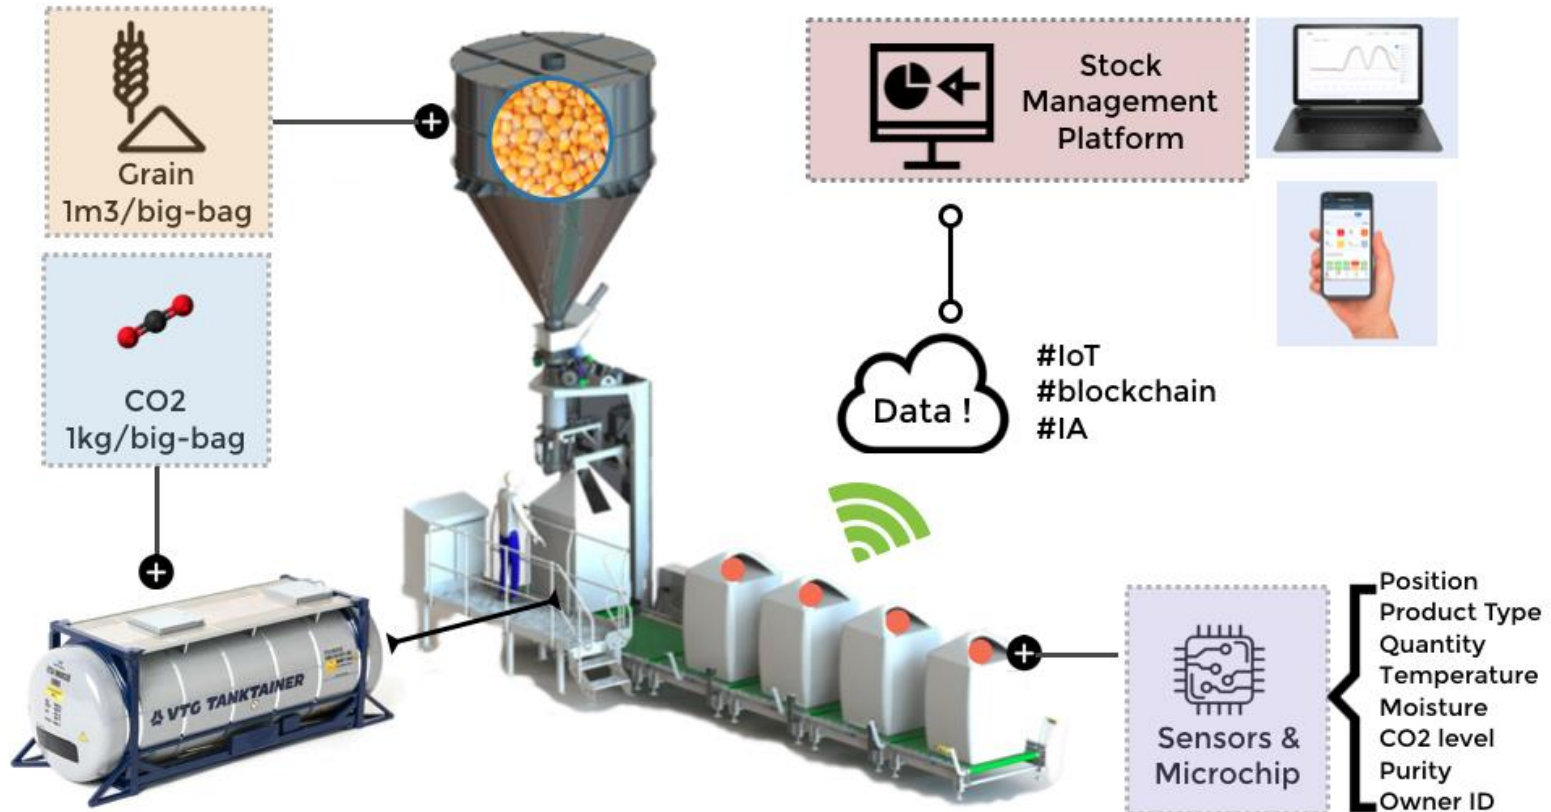 Grain
1m3/big-bag
CO2
1kg/big-bag
VTG TANKTAINER
Stock
Management
Platform
Data !
#IoT
#blockchain
#IA
Sensors &
Microchip
Position
Product Type
Quantity
Temperature
Moisture
CO2 level
Purity
Owner ID